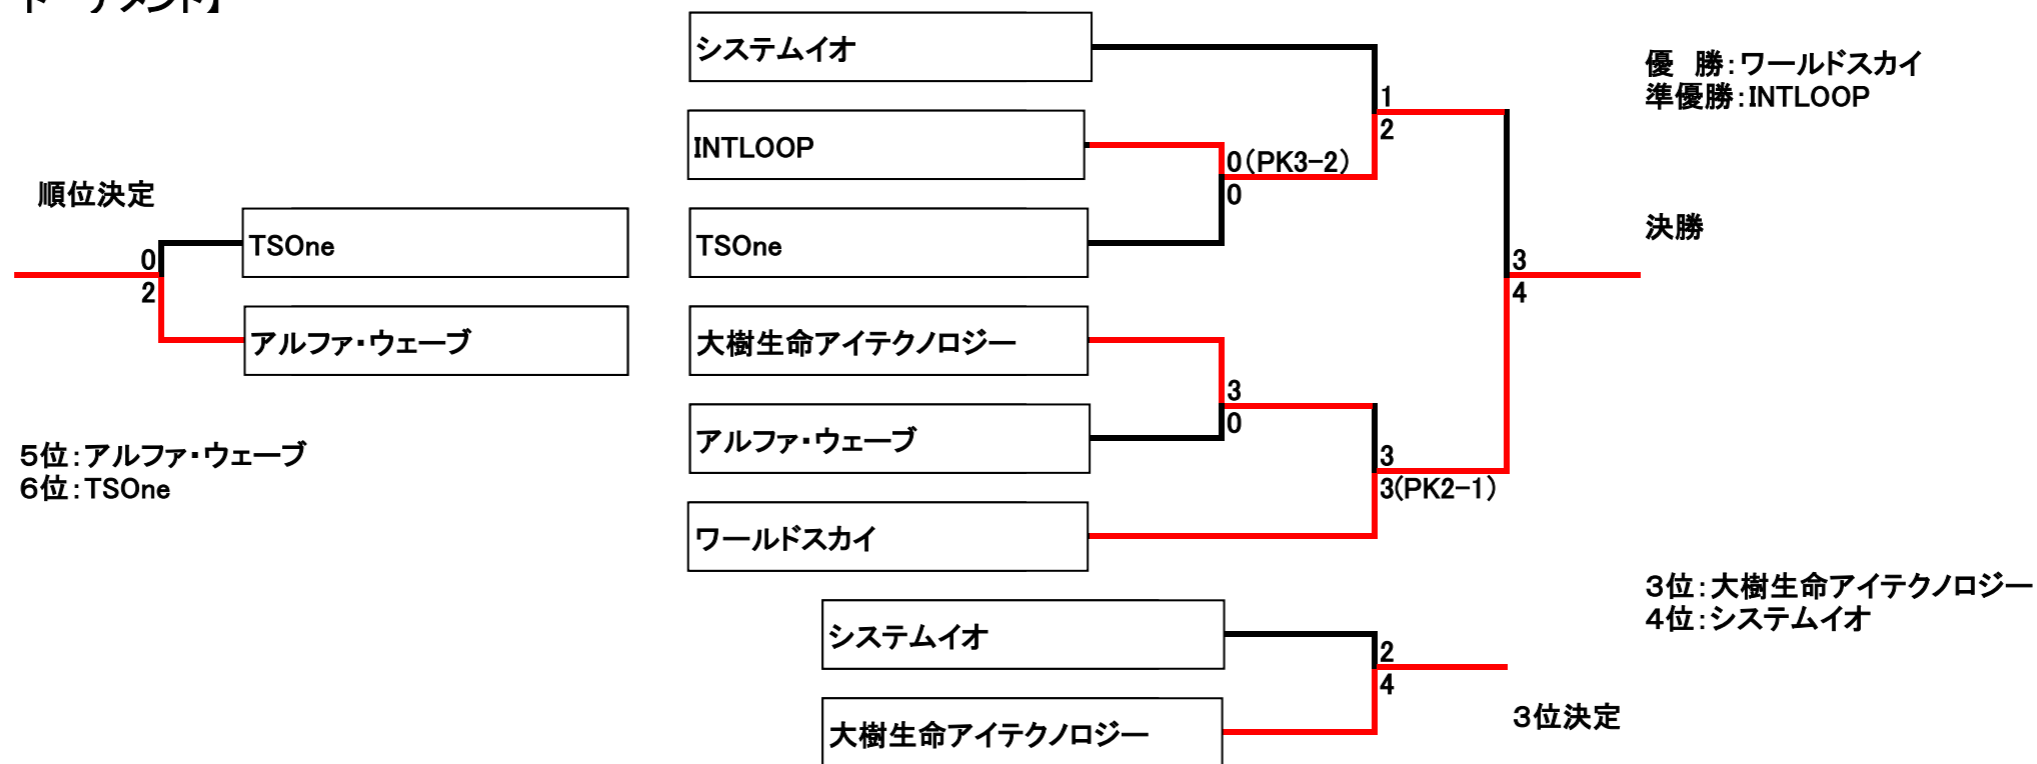 トーナメント】
システムイオ
優　勝：ワールドスカイ
準優勝：INTLOOP
1
2
INTLOOP
0（PK3-2）
0
順位決定
TSOne
TSOne
決勝
0
2
3
4
アルファ・ウェーブ
大樹生命アイテクノロジー
3
0
アルファ・ウェーブ
5位：アルファ・ウェーブ
6位：TSOne
3
3(PK2-1)
ワールドスカイ
3位：大樹生命アイテクノロジー
4位：システムイオ
システムイオ
2
4
3位決定
大樹生命アイテクノロジー